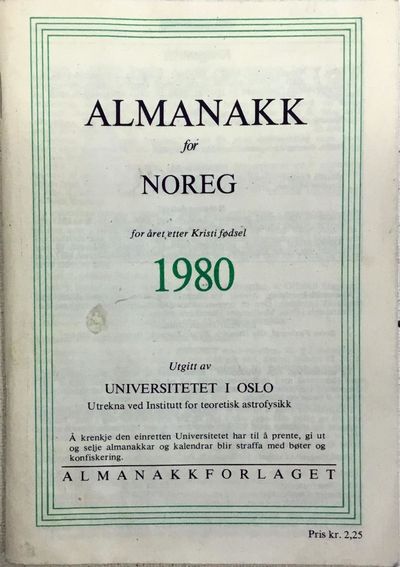 ALMANAKK
for
NOREG
for året etter Kristi fødsel
1980
Utgitt av
UNIVERSITETET I OSLO
Utrekna ved Institutt for teoretisk astrofysikk
Å krenkje den einretten Universitetet har til å prente, gi ut
og selje almanakkar og kalendrar blir straffa med bøter og
konfiskering.
ALMANAKKFORLAGET
Pris kr. 2,25